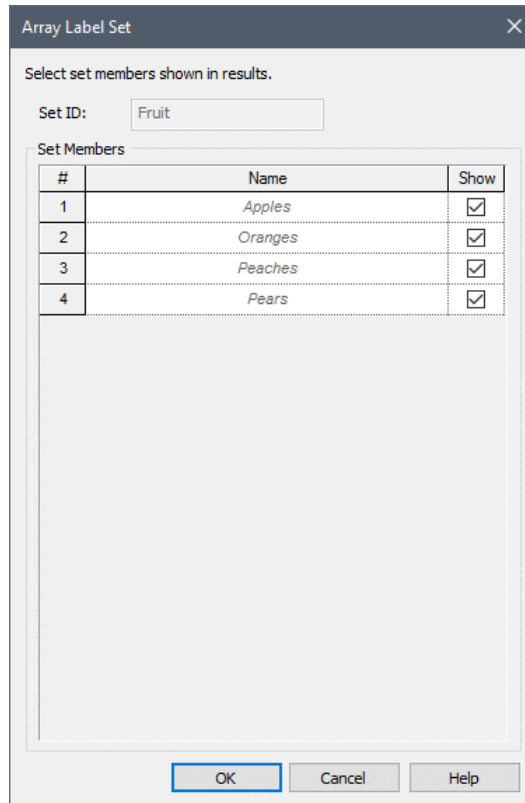 Array Label Set
Select set members shown in results.
Set ID: Fruit
Set Members
# Name Show
1 Apples
2 Oranges
3 Peaches
4 Pears
OK Cancel Help